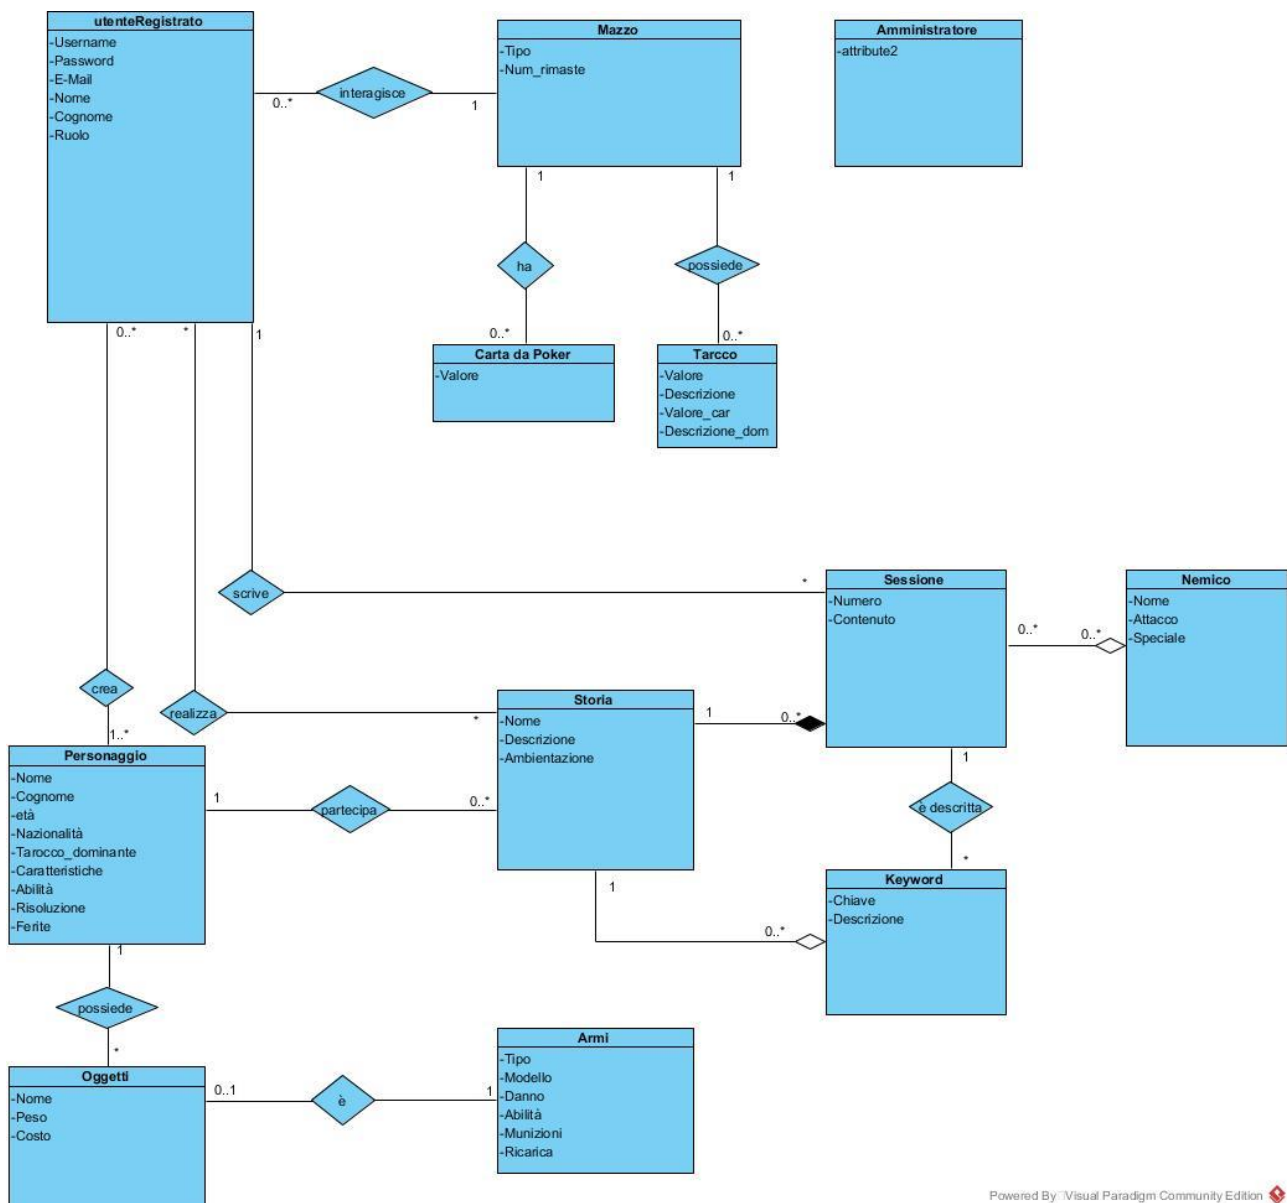 utenteRegistrato
-Username
-Password
-E-Mail
-Nome
-Cognome
-Ruolo
0..*
interagisce
1
Mazzo
-Tipo
-Num_rimaste
Amministratore
-attribute2
1
1
ha
possiede
0..*
0..*
Carta da Poker
-Valore
Tarcco
-Valore
-Descrizione
-Valore_car
-Descrizione_dom
0..*
*
1
scrive
*
Sessione
-Numero
-Contenuto
0..*
0..*
Nemico
-Nome
-Attacco
-Speciale
crea
realizza
*
1..*
Storia
-Nome
-Descrizione
-Ambientazione
1
0..*
Personaggio
-Nome
-Cognome
-età
-Nazionalità
-Tarocco_dominante
-Caratteristiche
-Abilità
-Risoluzione
-Ferite
1
partecipa
0..*
1
è descritta
*
1
0..*
Keyword
-Chiave
-Descrizione
1
possiede
*
Oggetti
-Nome
-Peso
-Costo
0..1
è
1
Armi
-Tipo
-Modello
-Danno
-Abilità
-Munizioni
-Ricarica
Powered By Visual Paradigm Community Edition